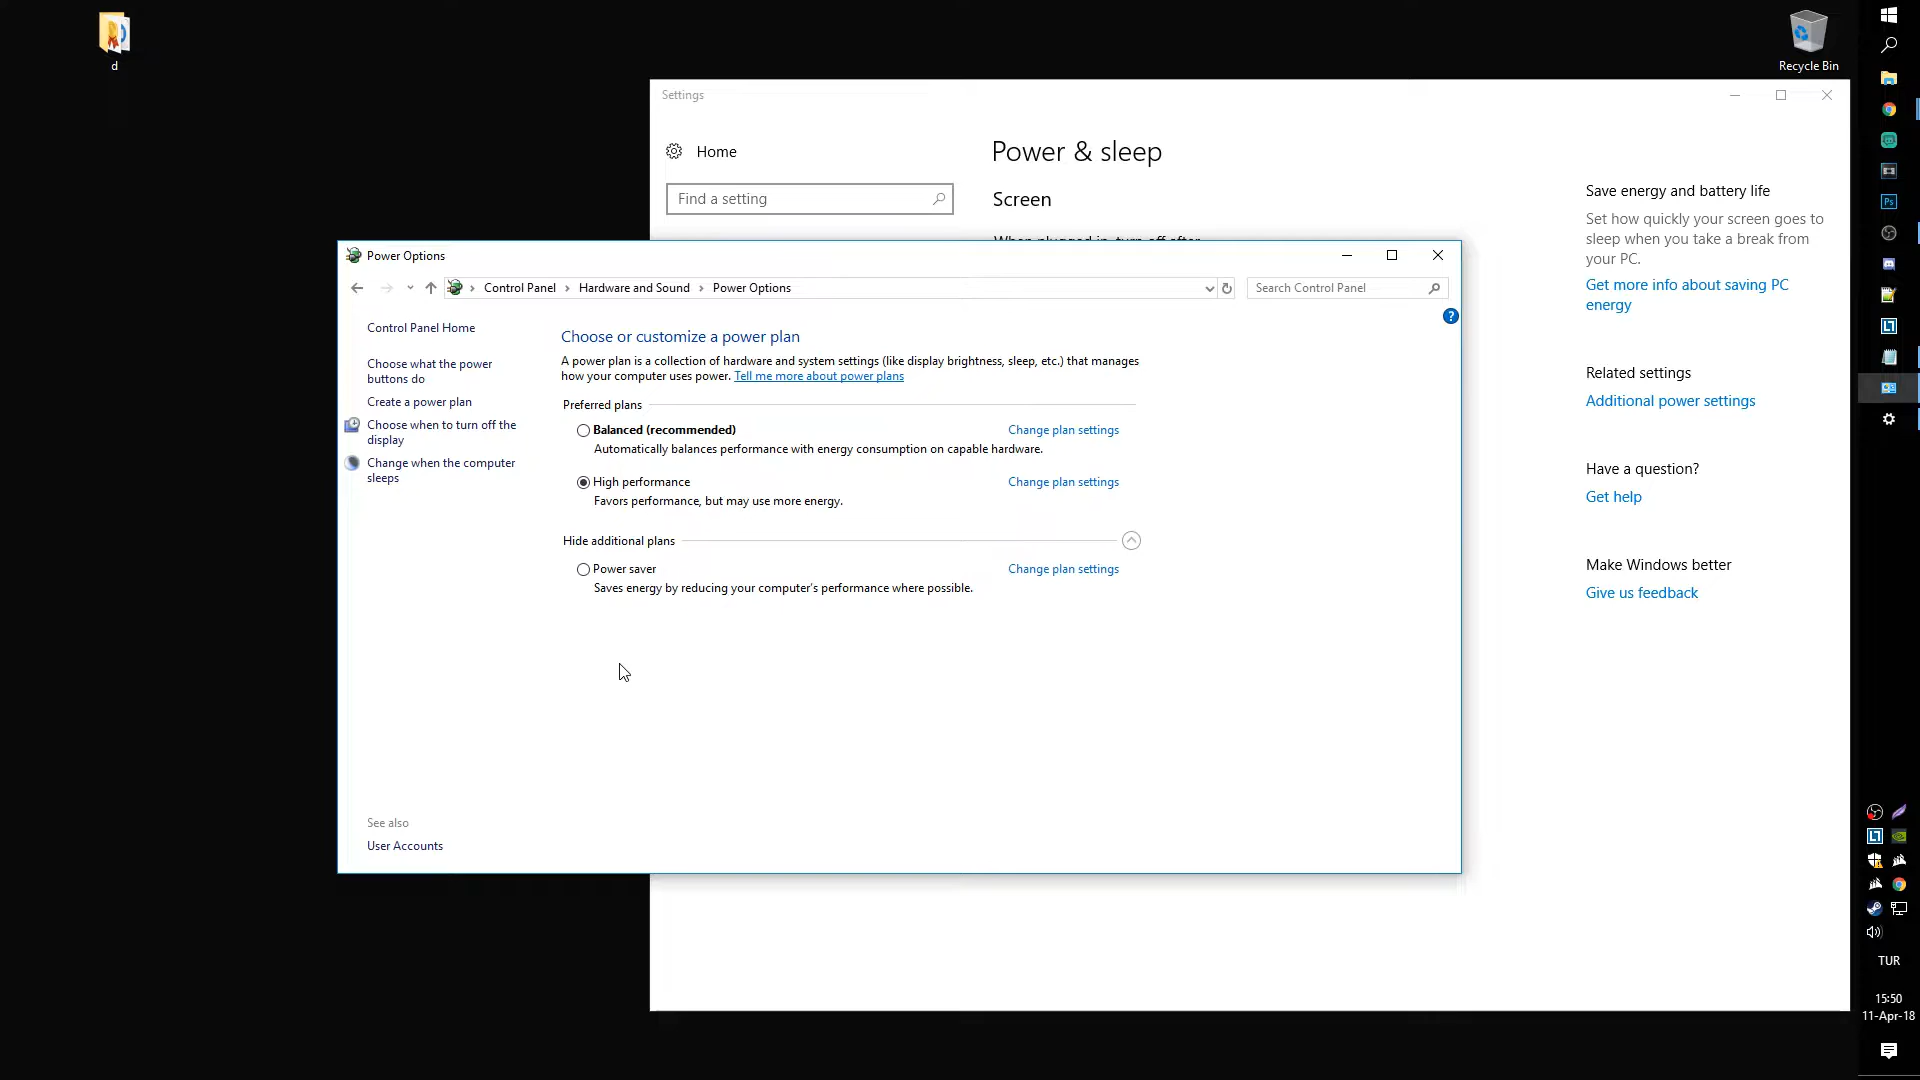 d
Recycle Bin
Settings
Home
Find a setting
Power & sleep
Screen
When plugged in, turn off after
Save energy and battery life
Set how quickly your screen goes to
sleep when you take a break from
your PC.
Get more info about saving PC
energy
Related settings
Additional power settings
Have a question?
Get help
Make Windows better
Give us feedback
Power Options
Control Panel
Hardware and Sound
Power Options
Search Control Panel
?
Control Panel Home
Choose what the power
buttons do
Create a power plan
Choose when to turn off the
display
Change when the computer
sleeps
See also
User Accounts
Choose or customize a power plan
A power plan is a collection of hardware and system settings (like display brightness, sleep, etc.) that manages
how your computer uses power. Tell me more about power plans
Preferred plans
Balanced (recommended) Change plan settings
Automatically balances performance with energy consumption on capable hardware.
High performance Change plan settings
Favors performance, but may use more energy.
Hide additional plans
Power saver Change plan settings
Saves energy by reducing your computer's performance where possible.
Ps
TUR
15:50
11-Apr-18